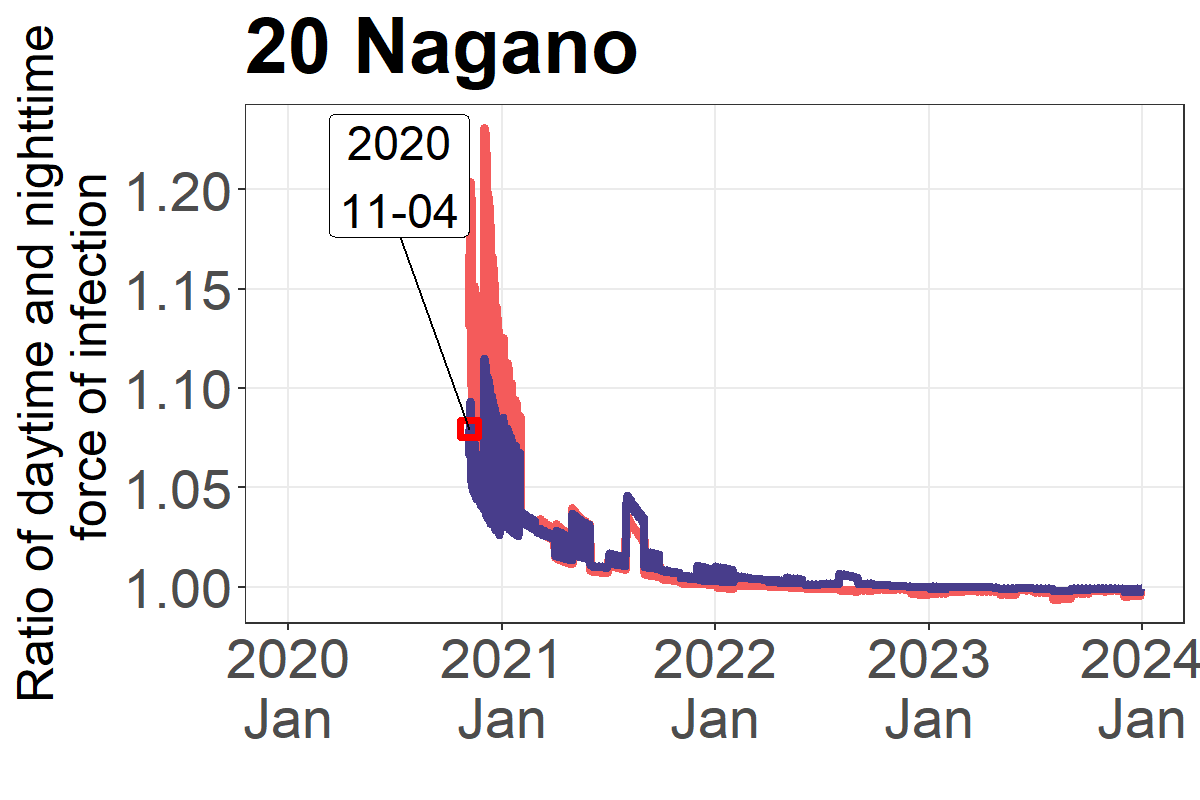 20 Nagano
Ratio of daytime and nighttime
force of infection
2020
11-04
1.20
1.15
1.10
1.05
1.00
2020 2021 2022 2023 2024
Jan Jan Jan Jan Jan